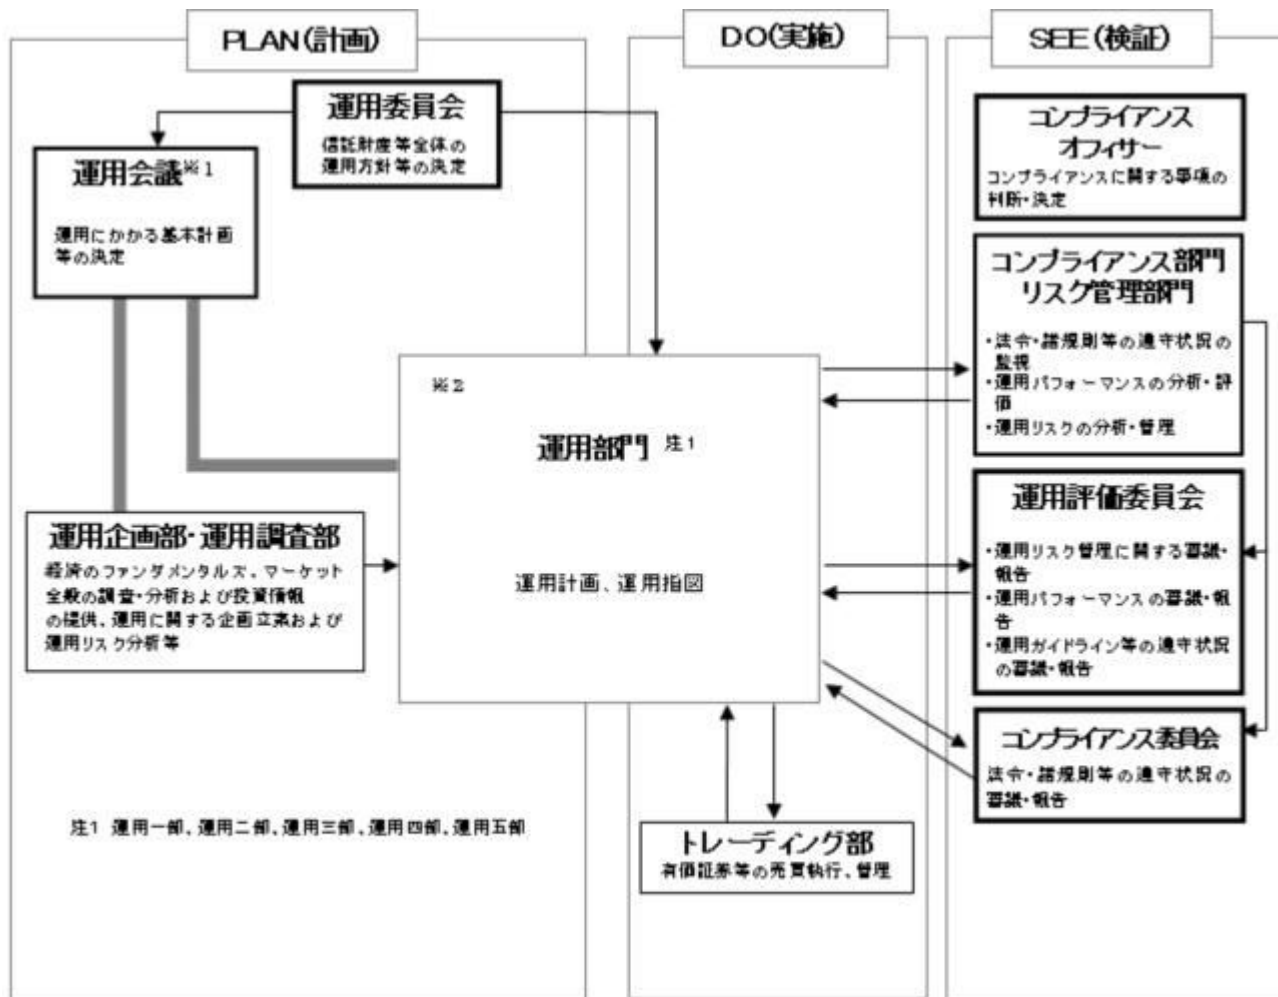 PLAN(計画)
運用委員会
信託財産等全体の
運用方針等の決定
運用会議※1
運用にかかる基本計画
等の決定
運用企画部・運用調査部
経済のファンダメンタルズ、マーケット
全般の調査・分析および投資情報
の提供、運用に関する企画立案および
運用リスク分析等
注1 運用一部、運用二部、運用三部、運用四部、運用五部
DO(実施)
※2
運用部門 注1
運用計画、運用指図
トレーディング部
有価証券等の売買執行、管理
SEE(検証)
コンプライアンス
オフィサー
コンプライアンスに関する事項の
判断・決定
コンプライアンス部門
リスク管理部門
・法令・諸規則等の遵守状況の
監視
・運用パフォーマンスの分析・評
価
・運用リスクの分析・管理
運用評価委員会
・運用リスク管理に関する審議・
報告
・運用パフォーマンスの審議・報
告
・運用ガイドライン等の遵守状況
の審議・報告
コンプライアンス委員会
法令・諸規則等の遵守状況の
審議・報告